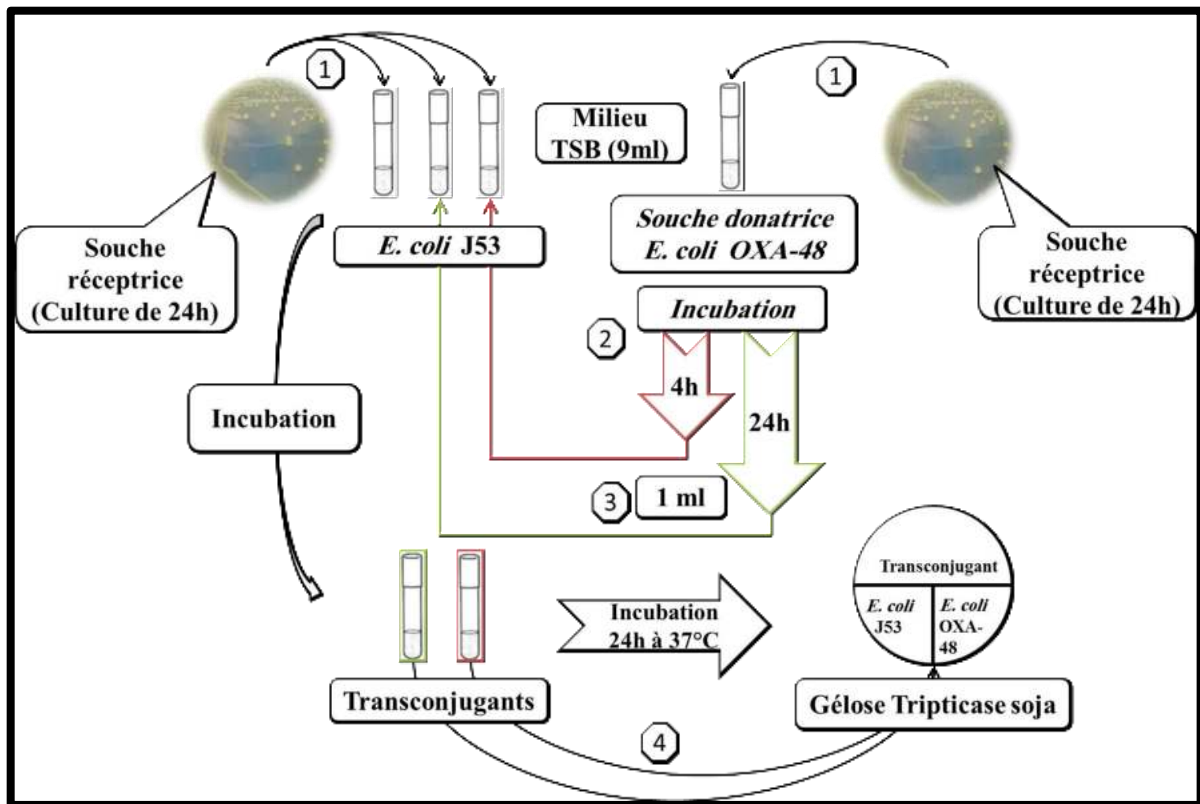 1
1
Milieu
TSB (9ml)
Souche
réceptrice
(Culture de 24h)
E. coli J53
Souche donatrice
E. coli OXA-48
Souche
réceptrice
(Culture de 24h)
Incubation
2
4h
24h
Incubation
3
1 ml
Transconjugant
E. coli
J53
E. coli
OXA-
48
Incubation
24h à 37°C
Transconjugants
Gélose Tripticase soja
4